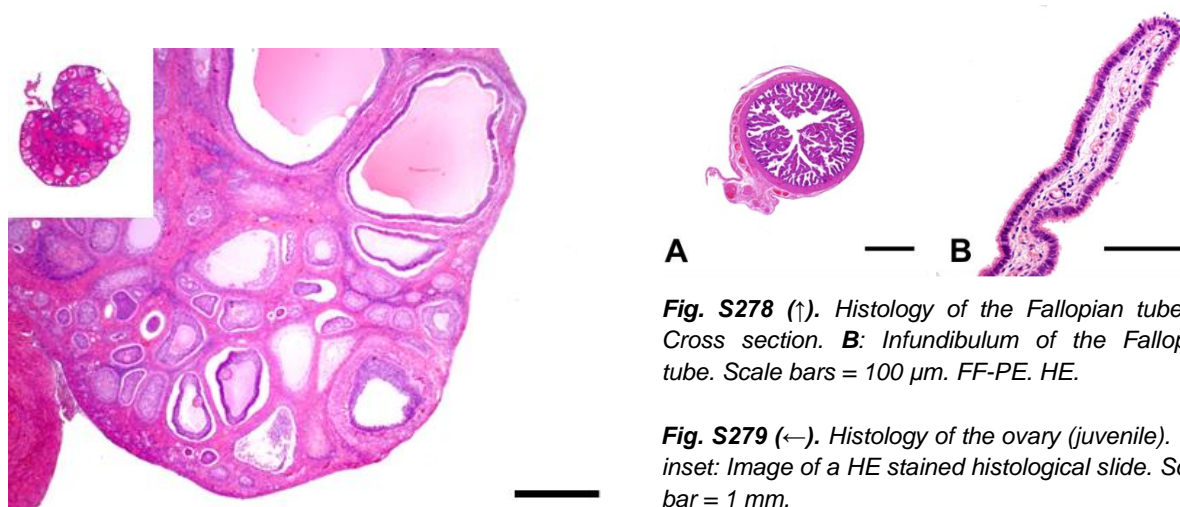 A
B
Fig. S278 (↑). Histology of the Fallopian tube
Cross section. B: Infundibulum of the Fallop
tube. Scale bars = 100 µm. FF-PE. HE.
Fig. S279 (←). Histology of the ovary (juvenile).
inset: Image of a HE stained histological slide. Sc
bar = 1 mm.